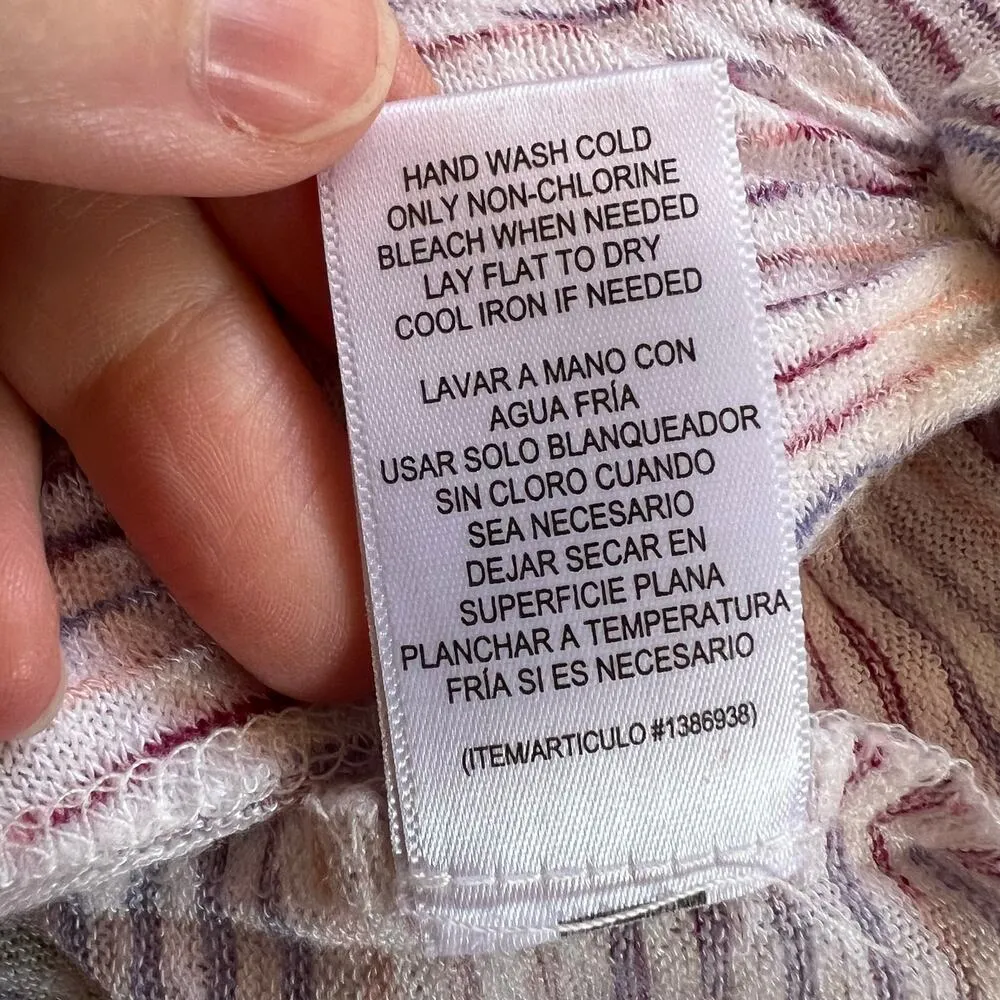 HAND WASH COLD
ONLY NON-CHLORINE
BLEACH WHEN NEEDED
LAY FLAT TO DRY
COOL IRON IF NEEDED
LAVAR A MANO CON
AGUA FRÍA
USAR SOLO BLANQUEADOR
SIN CLORO CUANDO
SEA NECESARIO
DEJAR SECAR EN
SUPERFICIE PLANA
PLANCHAR A TEMPERATURA
FRÍA SI ES NECESARIO
(ITEM/ARTICULO #1386938)